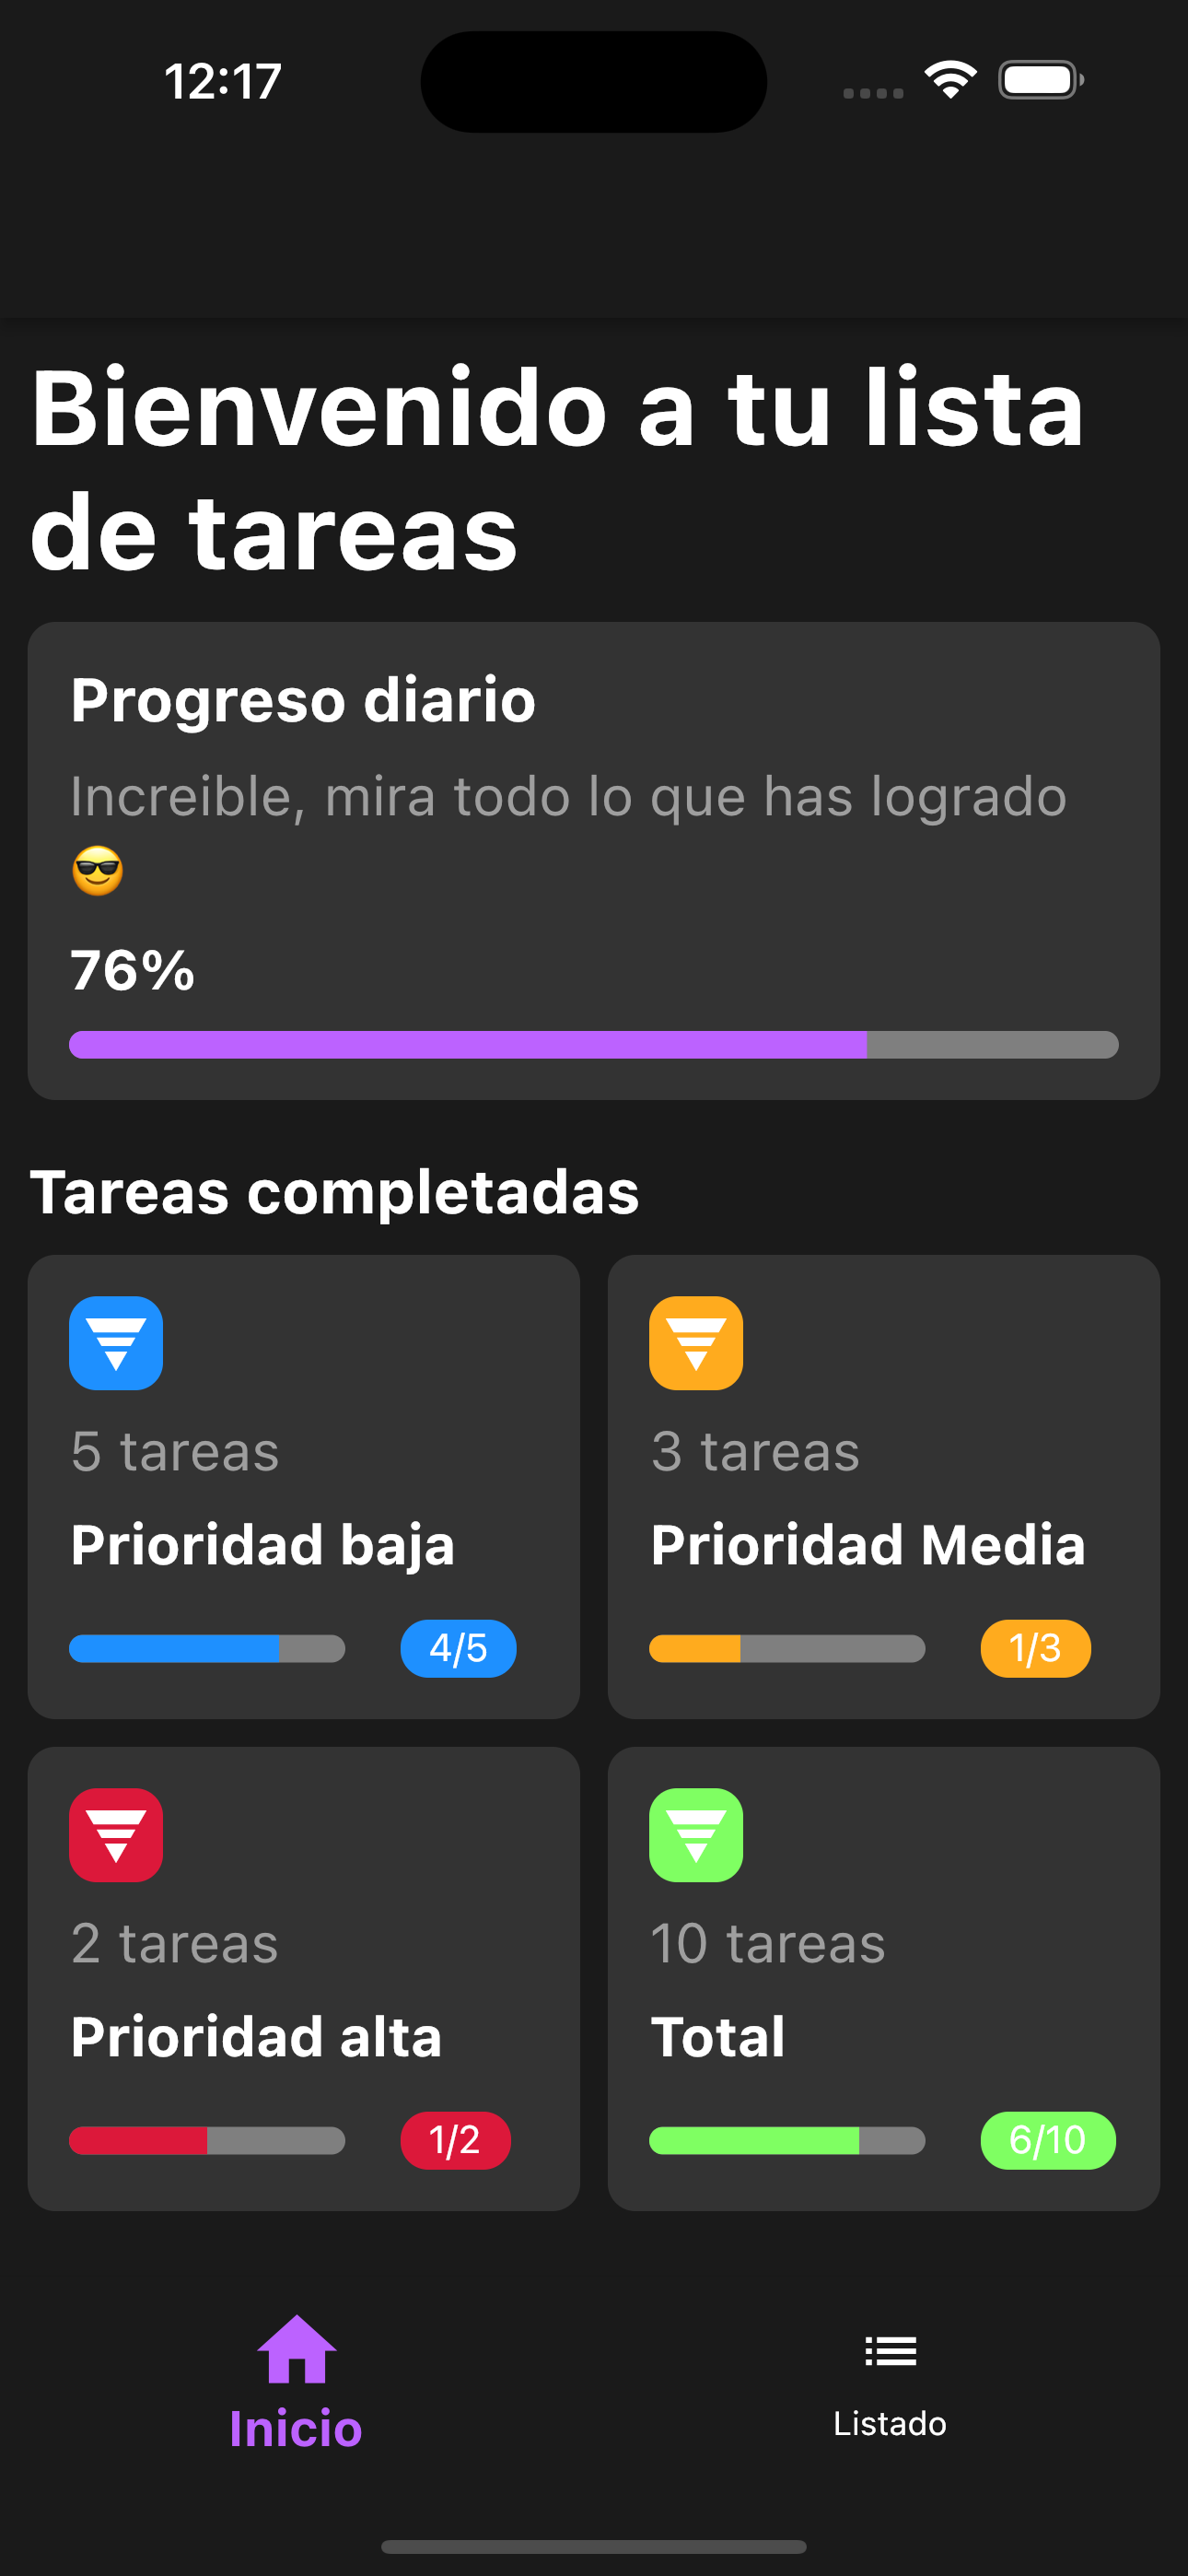 12:17
Bienvenido a tu lista
de tareas
Progreso diario
Increible, mira todo lo que has logrado
😎
76%
Tareas completadas
5 tareas
Prioridad baja
4/5
3 tareas
Prioridad Media
1/3
2 tareas
Prioridad alta
1/2
10 tareas
Total
6/10
Inicio
Listado